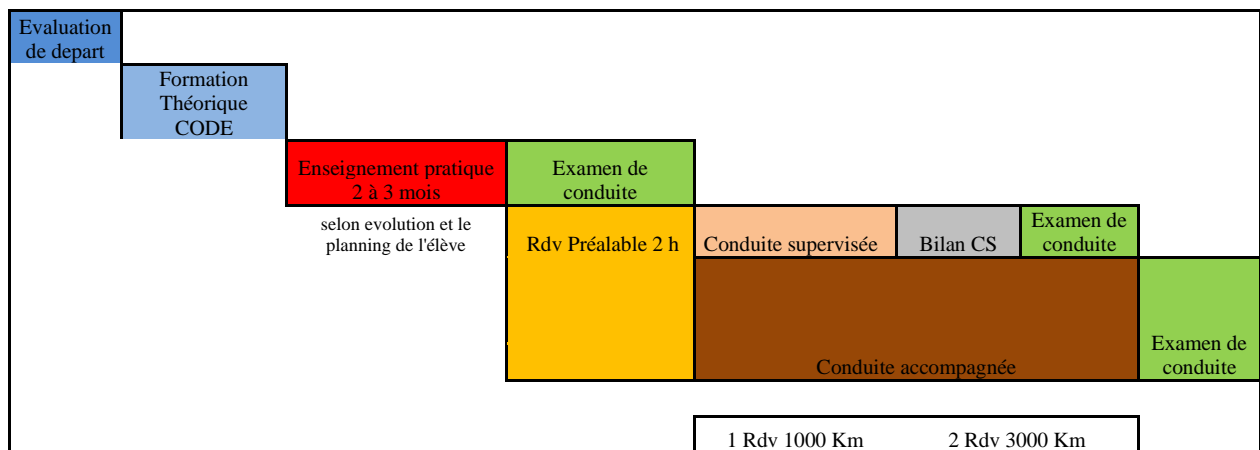 Evaluation
de depart
Formation
Théorique
CODE
Enseignement pratique
2 à 3 mois
Examen de
conduite
selon evolution et le
planning de l'élève
Rdv Préalable 2 h
Conduite supervisée
Bilan CS
Examen de
conduite
Conduite accompagnée
Examen de
conduite
1 Rdv 1000 Km
2 Rdv 3000 Km